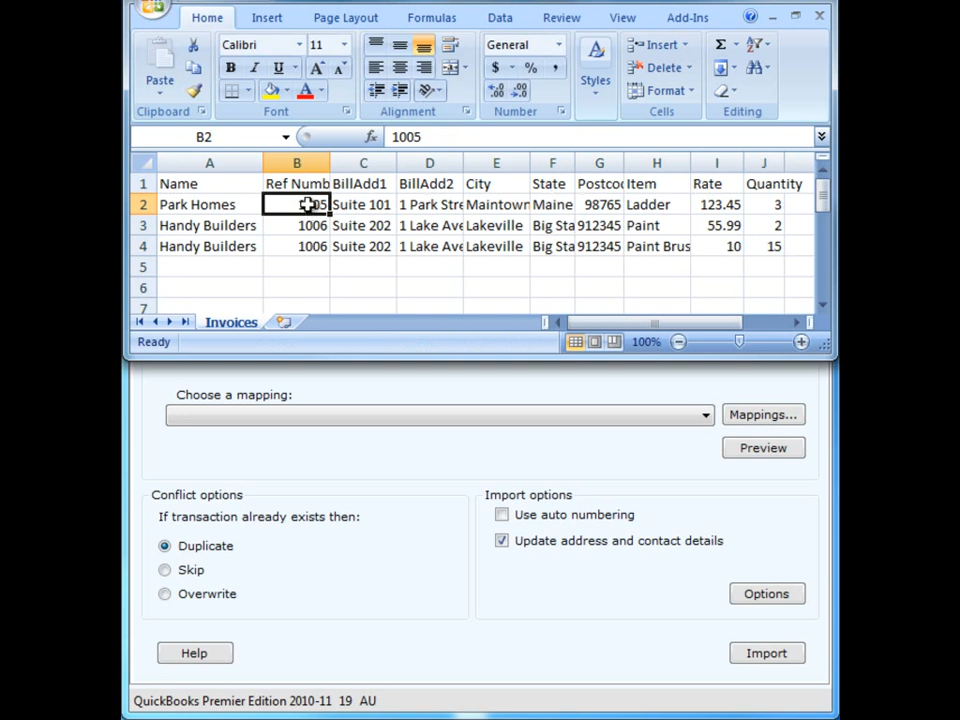 Home Insert Page Layout Formulas Data Review View Add-Ins
Calibri 11 General Insert Σ
Paste B I U A A $ % , Styles Delete
Format
Clipboard Font Alignment Number Cells Editing
B2 fx 1005
A B C D E F G H I J
1 Name Ref Numb BillAdd1 BillAdd2 City State Postcod Item Rate Quantity
2 Park Homes Suite 101 1 Park Stre Maintown Maine 98765 Ladder 123.45 3
3 Handy Builders 1006 Suite 202 1 Lake Ave Lakeville Big Sta 912345 Paint 55.99 2
4 Handy Builders 1006 Suite 202 1 Lake Ave Lakeville Big Sta 912345 Paint Brus 10 15
5
6
7
Invoices
Ready 100%
Choose a mapping:
Mappings...
Preview
Conflict options Import options
If transaction already exists then: Use auto numbering
Duplicate Update address and contact details
Skip
Overwrite Options
Help Import
QuickBooks Premier Edition 2010-11 19 AU